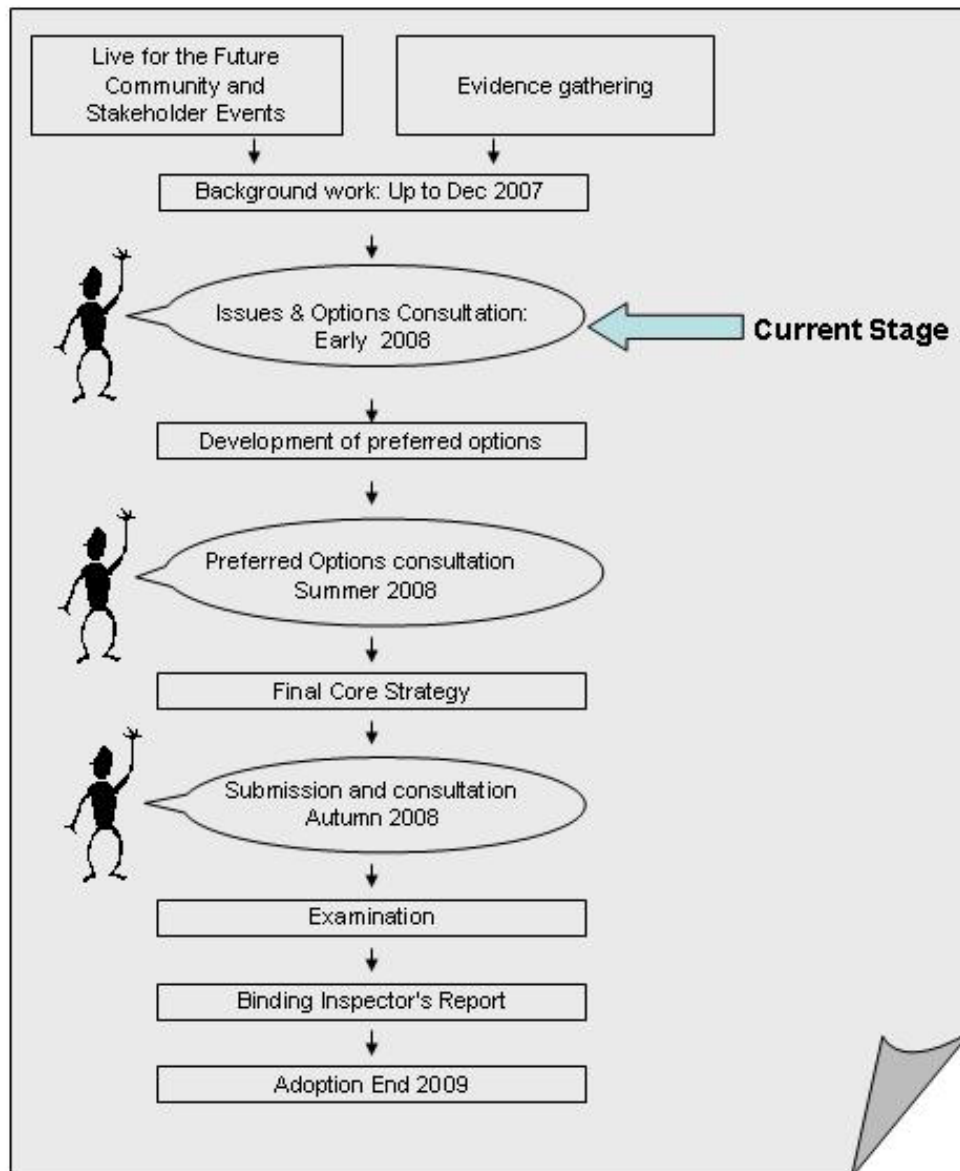 Live for the Future
Community and
Stakeholder Events
Evidence gathering
Background work: Up to Dec 2007
Issues & Options Consultation:
Early 2008
Current Stage
Development of preferred options
Preferred Options consultation
Summer 2008
Final Core Strategy
Submission and consultation
Autumn 2008
Examination
Binding Inspector's Report
Adoption End 2009